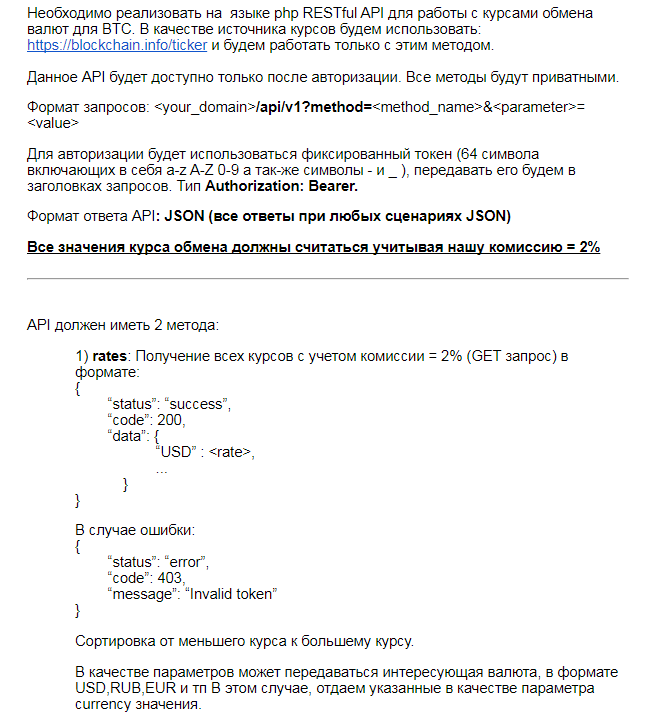 Необходимо реализовать на  языке php RESTful API для работы с курсами обмена
валют для BTC. В качестве источника курсов будем использовать:
https://blockchain.info/ticker и будем работать только с этим методом.
Данное API будет доступно только после авторизации. Все методы будут приватными.
Формат запросов: <your_domain>/api/v1?method=<method_name>&<parameter>=
<value>
Для авторизации будет использоваться фиксированный токен (64 символа
включающих в себя a-z A-Z 0-9 а так-же символы - и _ ), передавать его будем в
заголовках запросов. Тип Authorization: Bearer.
Формат ответа API: JSON (все ответы при любых сценариях JSON)
Все значения курса обмена должны считаться учитывая нашу комиссию = 2%
API должен иметь 2 метода:
1) rates: Получение всех курсов с учетом комиссии = 2% (GET запрос) в
формате:
{
“status”: “success”,
“code”: 200,
“data”: {
“USD” : <rate>,
...
}
}
В случае ошибки:
{
“status”: “error”,
“code”: 403,
“message”: “Invalid token”
}
Сортировка от меньшего курса к большему курсу.
В качестве параметров может передаваться интересующая валюта, в формате
USD,RUB,EUR и тп В этом случае, отдаем указанные в качестве параметра
currency значения.